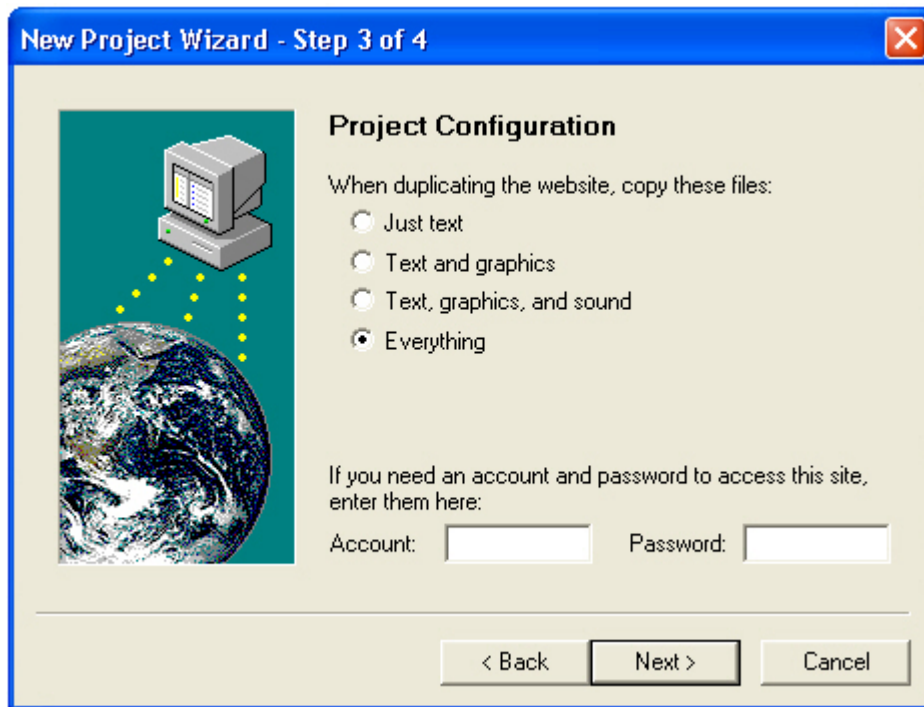 New Project Wizard - Step 3 of 4
Project Configuration
When duplicating the website, copy these files:
Just text
Text and graphics
Text, graphics, and sound
Everything
If you need an account and password to access this site,
enter them here:
Account: Password:
< Back Next > Cancel